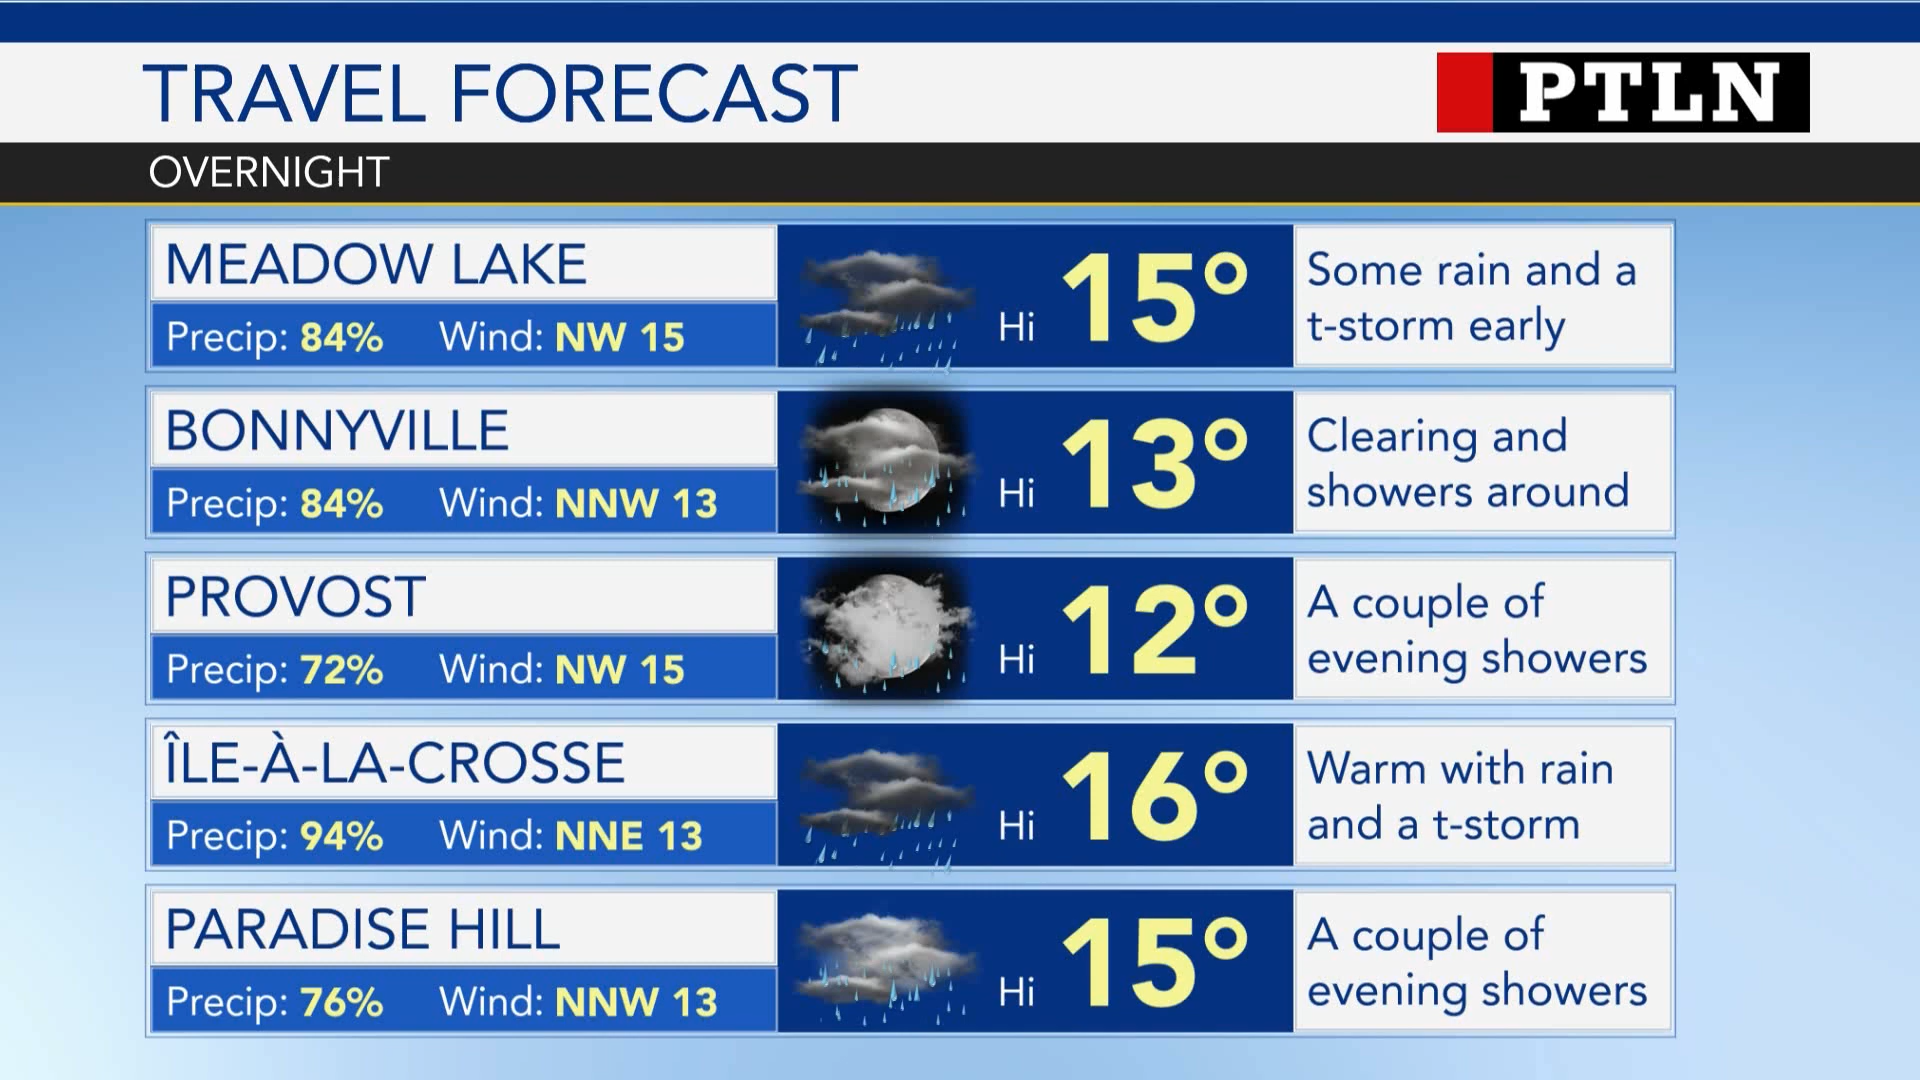 TRAVEL FORECAST
PTLN
OVERNIGHT
MEADOW LAKE
Precip: 84% Wind: NW 15
Hi 15°
Some rain and a
t-storm early
BONNYVILLE
Precip: 84% Wind: NNW 13
Hi 13°
Clearing and
showers around
PROVOST
Precip: 72% Wind: NW 15
Hi 12°
A couple of
evening showers
ÎLE-À-LA-CROSSE
Precip: 94% Wind: NNE 13
Hi 16°
Warm with rain
and a t-storm
PARADISE HILL
Precip: 76% Wind: NNW 13
Hi 15°
A couple of
evening showers